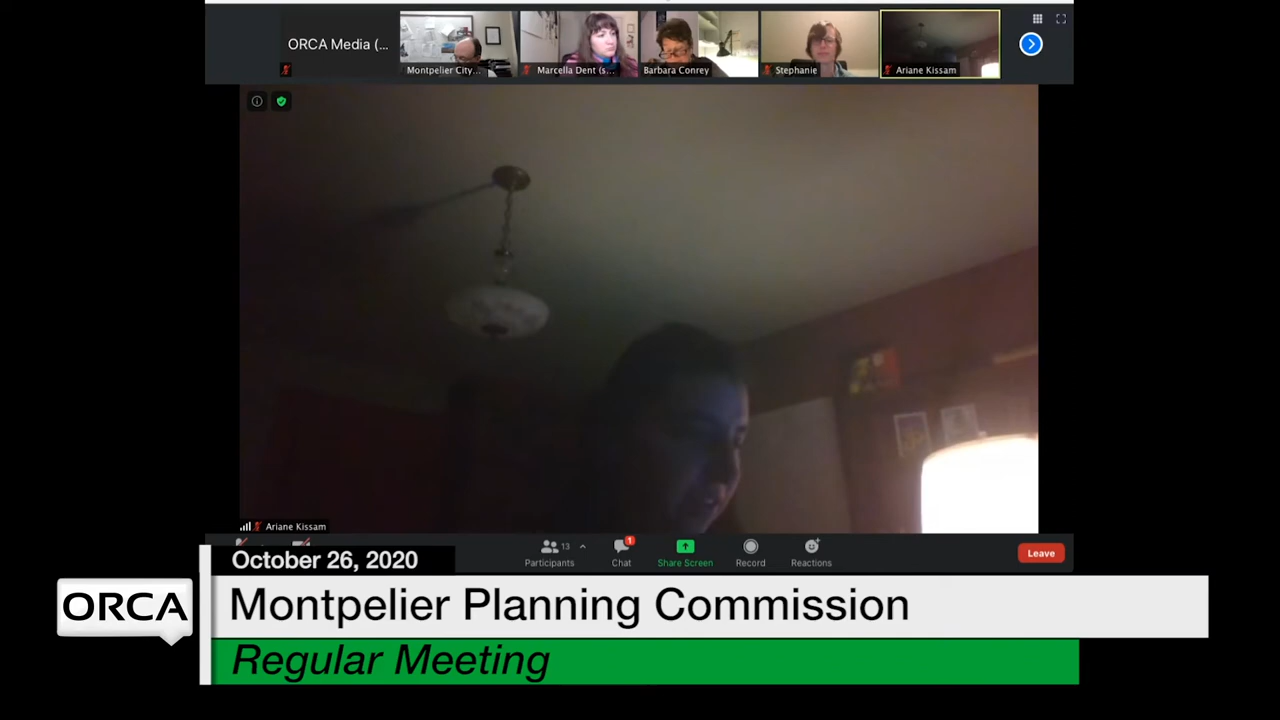 ORCA Media (...
Montpelier City...
Marcella Dent (s...
Barbara Conrey
Stephanie
Ariane Kissam
Ariane Kissam
13
1
Participants
Chat
Share Screen
Record
Reactions
Leave
October 26, 2020
ORCA
Montpelier Planning Commission
Regular Meeting